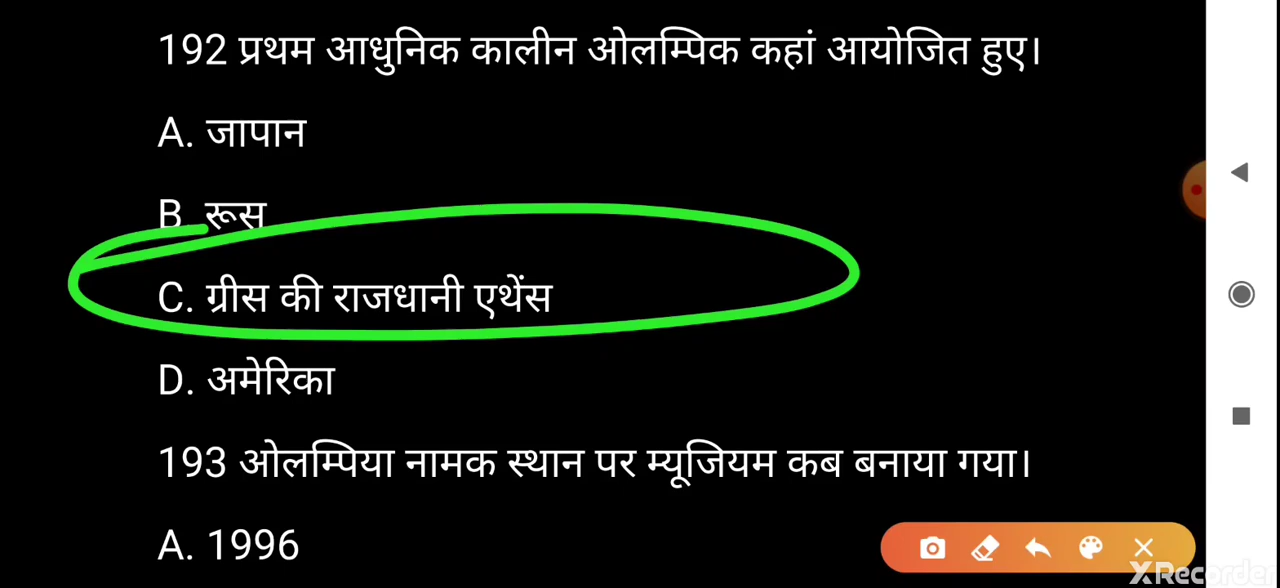 192 प्रथम आधुनिक कालीन ओलम्पिक कहां आयोजित हुए।
A. जापान
B. रूस
C. ग्रीस की राजधानी एथेंस
D. अमेरिका
193 ओलम्पिया नामक स्थान पर म्यूजियम कब बनाया गया।
A. 1996
XRecorder